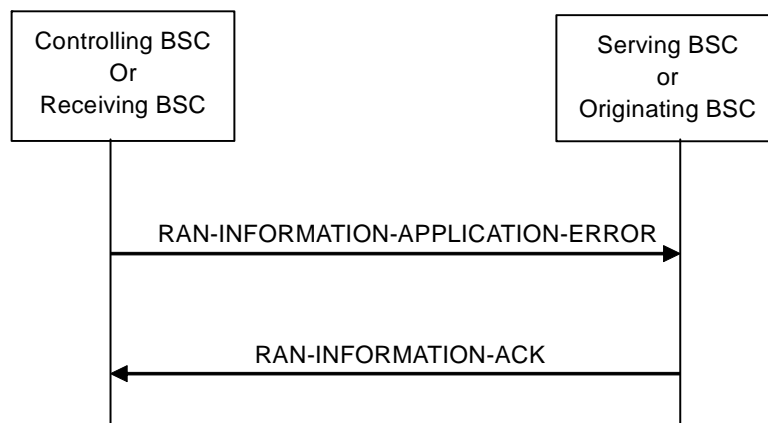 Controlling BSC
Or
Receiving BSC
Serving BSC
or
Originating BSC
RAN-INFORMATION-APPLICATION-ERROR
RAN-INFORMATION-ACK